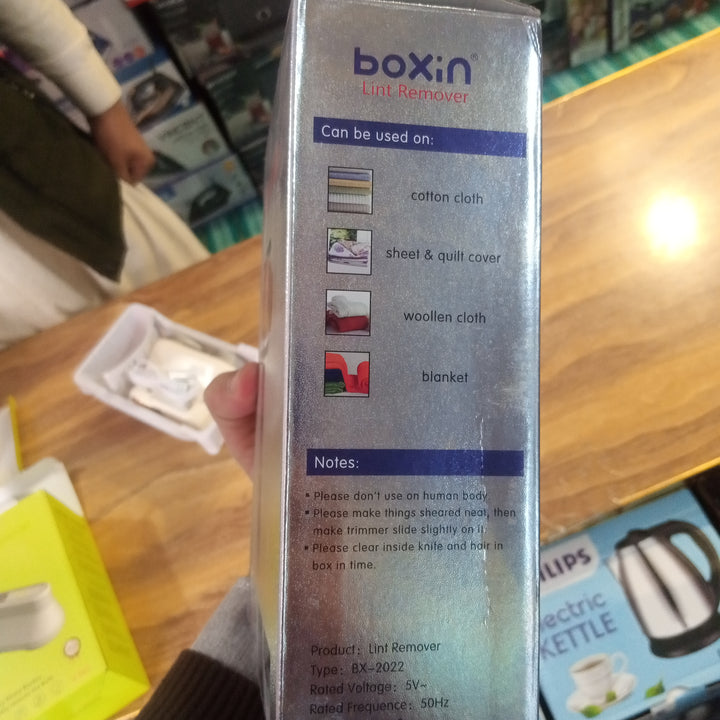 boxin®
Lint Remover
Can be used on:
cotton cloth
sheet & quilt cover
woollen cloth
blanket
Notes:
▪ Please don't use on human body.
▪ Please make things sheared neat, then
make trimmer slide slightly on it.
▪ Please clear inside knife and hair in
box in time.
Product: Lint Remover
Type: BX-2022
Rated Voltage: 5V~
Rated Frequence: 50Hz
ILIPS
ectric
KETTLE